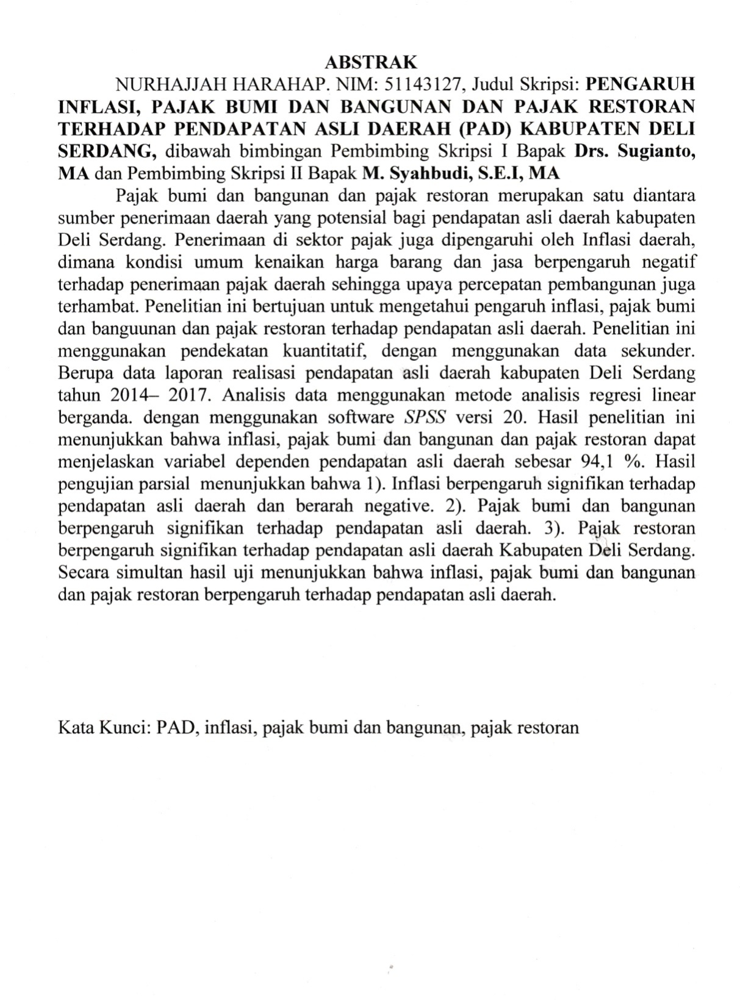 ABSTRAK
NURHAJJAH HARAHAP. NIM: 51143127, Judul Skripsi: PENGARUH
INFLASI, PAJAK BUMI DAN BANGUNAN DAN PAJAK RESTORAN
TERHADAP PENDAPATAN ASLI DAERAH (PAD) KABUPATEN DELI
SERDANG, dibawah bimbingan Pembimbing Skripsi I Bapak Drs. Sugianto,
MA dan Pembimbing Skripsi II Bapak M. Syahbudi, S.E.I, MA
Pajak bumi dan bangunan dan pajak restoran merupakan satu diantara
sumber penerimaan daerah yang potensial bagi pendapatan asli daerah kabupaten
Deli Serdang. Penerimaan di sektor pajak juga dipengaruhi oleh Inflasi daerah,
dimana kondisi umum kenaikan harga barang dan jasa berpengaruh negatif
terhadap penerimaan pajak daerah sehingga upaya percepatan pembangunan juga
terhambat. Penelitian ini bertujuan untuk mengetahui pengaruh inflasi, pajak bumi
dan banguunan dan pajak restoran terhadap pendapatan asli daerah. Penelitian ini
menggunakan pendekatan kuantitatif, dengan menggunakan data sekunder.
Berupa data laporan realisasi pendapatan asli daerah kabupaten Deli Serdang
tahun 2014– 2017. Analisis data menggunakan metode analisis regresi linear
berganda. dengan menggunakan software SPSS versi 20. Hasil penelitian ini
menunjukkan bahwa inflasi, pajak bumi dan bangunan dan pajak restoran dapat
menjelaskan variabel dependen pendapatan asli daerah sebesar 94,1 %. Hasil
pengujian parsial menunjukkan bahwa 1). Inflasi berpengaruh signifikan terhadap
pendapatan asli daerah dan berarah negative. 2). Pajak bumi dan bangunan
berpengaruh signifikan terhadap pendapatan asli daerah. 3). Pajak restoran
berpengaruh signifikan terhadap pendapatan asli daerah Kabupaten Deli Serdang.
Secara simultan hasil uji menunjukkan bahwa inflasi, pajak bumi dan bangunan
dan pajak restoran berpengaruh terhadap pendapatan asli daerah.
Kata Kunci: PAD, inflasi, pajak bumi dan bangunan, pajak restoran